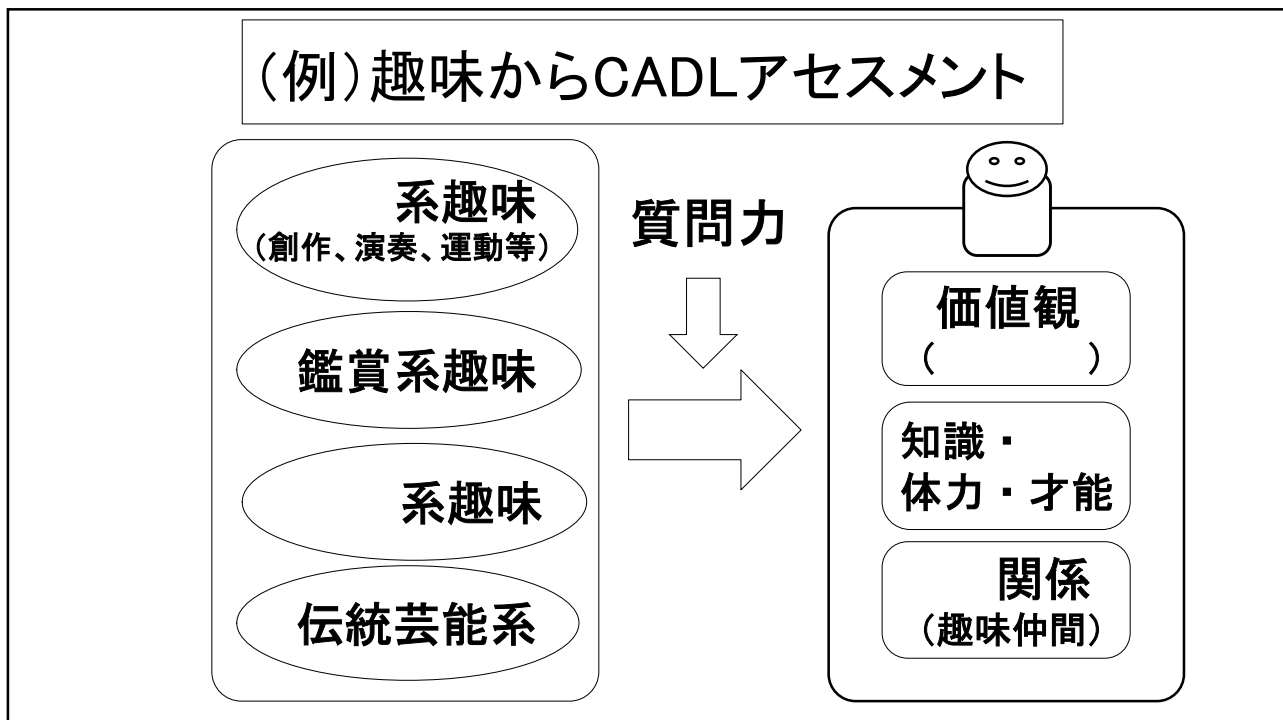 （例）趣味からCADLアセスメント
系趣味
（創作、演奏、運動等）
鑑賞系趣味
系趣味
伝統芸能系
質問力
価値観
（　　　　）
知識・
体力・才能
関係
（趣味仲間）